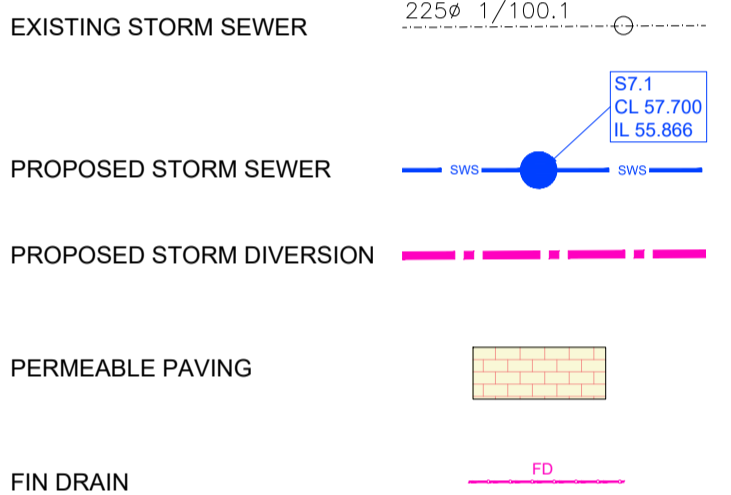 EXISTING STORM SEWER
225ø 1/100.1
S7.1
CL 57.700
IL 55.866
PROPOSED STORM SEWER
SWS SWS
PROPOSED STORM DIVERSION
PERMEABLE PAVING
FIN DRAIN
FD